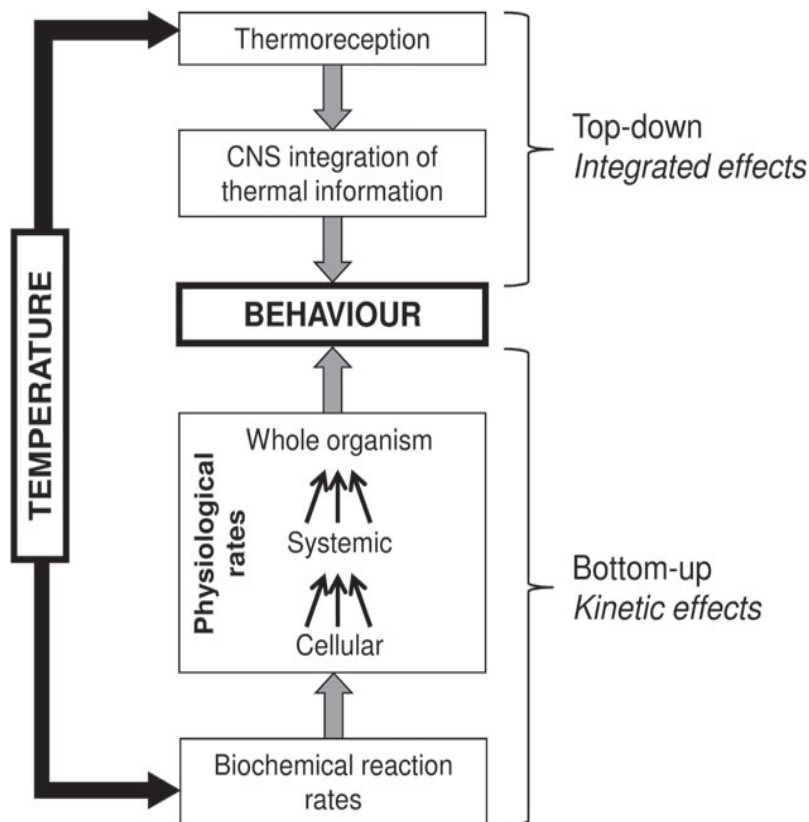 Thermoreception
CNS integration of
thermal information
Top-down
Integrated effects
TEMPERATURE
BEHAVIOUR
Physiological
rates
Whole organism
Systemic
Cellular
Bottom-up
Kinetic effects
Biochemical reaction
rates